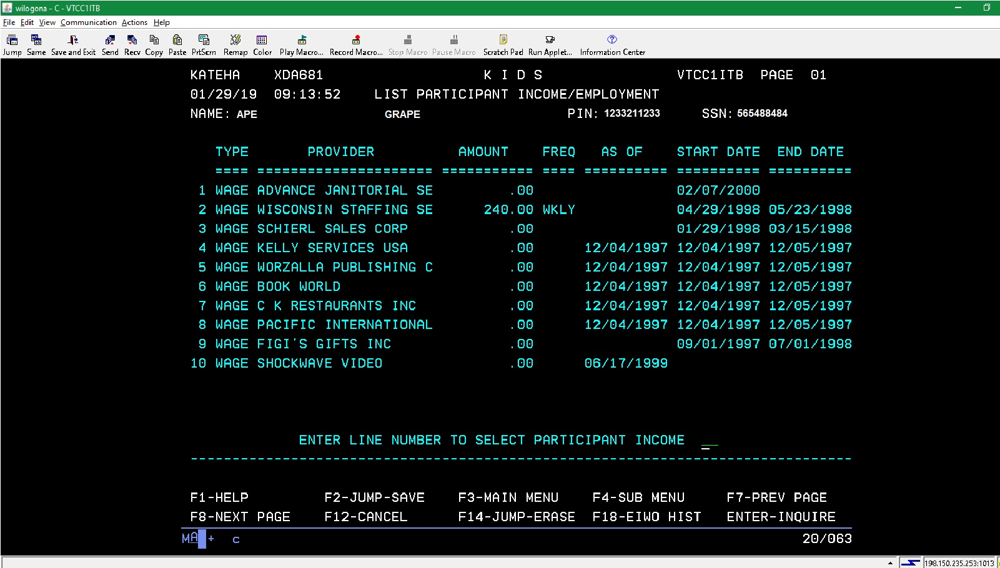 wilogona - C - VTCC1ITB
File Edit View Communication Actions Help
Jump Same Save and Exit Send Recv Copy Paste PrtScrn Remap Color Play Macro... Record Macro... Stop Macro Pause Macro Scratch Pad Run Applet... Information Center
KATEHA XDA681 K I D S VTCC1ITB PAGE 01
01/29/19 09:13:52 LIST PARTICIPANT INCOME/EMPLOYMENT
NAME: APE GRAPE PIN: 1233211233 SSN: 565488484
TYPE PROVIDER AMOUNT FREQ AS OF START DATE END DATE
==== ===================== =========== ==== ========== ========== ==========
1 WAGE ADVANCE JANITORIAL SE .00 02/07/2000
2 WAGE WISCONSIN STAFFING SE 240.00 WKLY 04/29/1998 05/23/1998
3 WAGE SCHIERL SALES CORP .00 01/29/1998 03/15/1998
4 WAGE KELLY SERVICES USA .00 12/04/1997 12/04/1997 12/05/1997
5 WAGE WORZALLA PUBLISHING C .00 12/04/1997 12/04/1997 12/05/1997
6 WAGE BOOK WORLD .00 12/04/1997 12/04/1997 12/05/1997
7 WAGE C K RESTAURANTS INC .00 12/04/1997 12/04/1997 12/05/1997
8 WAGE PACIFIC INTERNATIONAL .00 12/04/1997 12/04/1997 12/05/1997
9 WAGE FIGI'S GIFTS INC .00 09/01/1997 07/01/1998
10 WAGE SHOCKWAVE VIDEO .00 06/17/1999
ENTER LINE NUMBER TO SELECT PARTICIPANT INCOME __
-------------------------------------------------------------------------------
F1-HELP F2-JUMP-SAVE F3-MAIN MENU F4-SUB MENU F7-PREV PAGE
F8-NEXT PAGE F12-CANCEL F14-JUMP-ERASE F18-EIWO HIST ENTER-INQUIRE
MA + c 20/063
198.150.235.253:1013